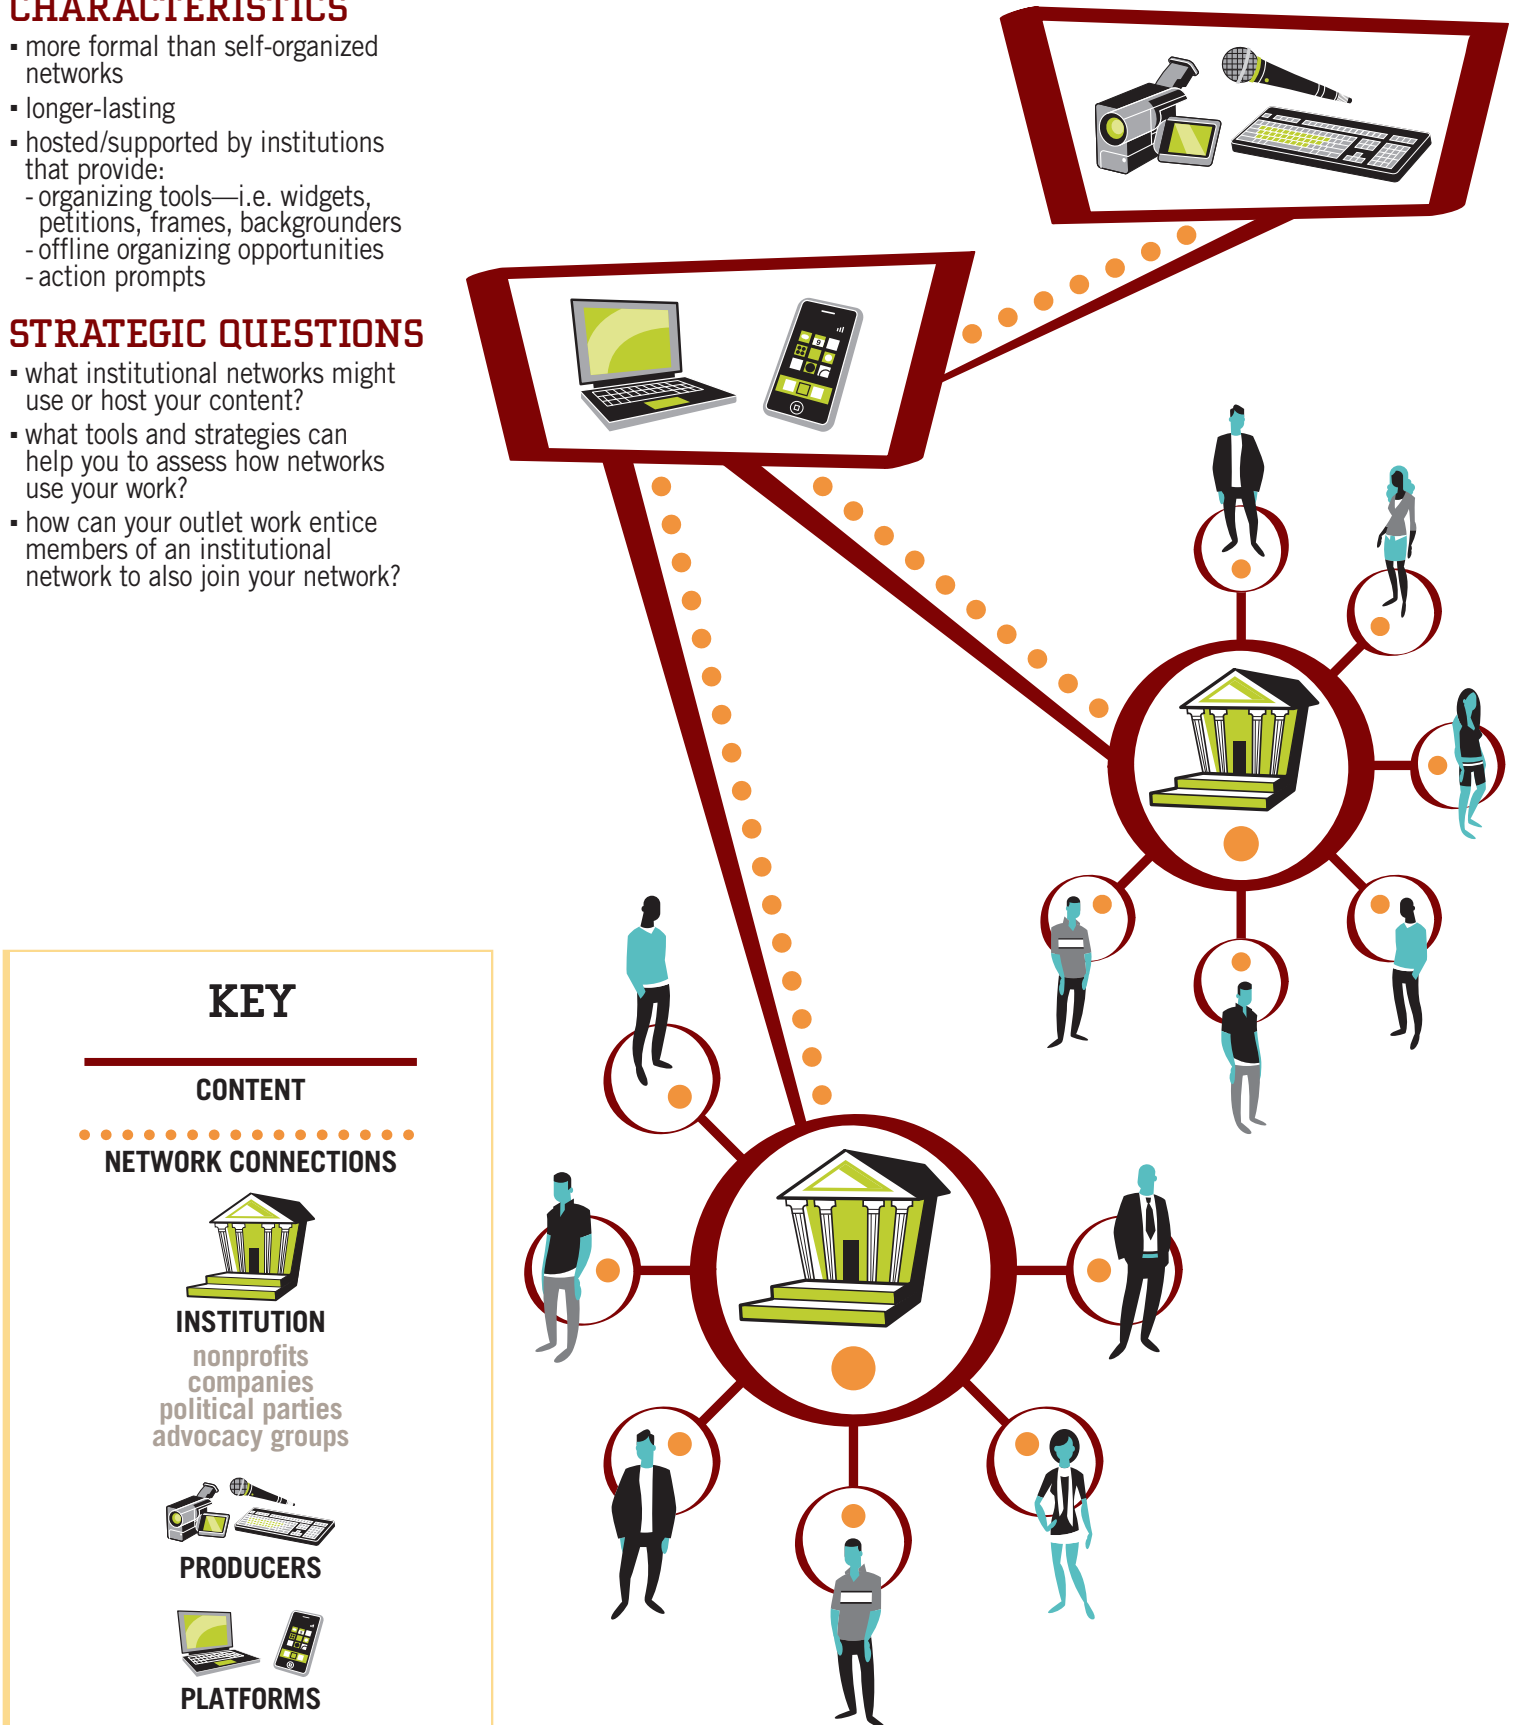 CHARACTERISTICS
▪ more formal than self-organized
networks
▪ longer-lasting
▪ hosted/supported by institutions
that provide:
- organizing tools—i.e. widgets,
petitions, frames, backgrounders
- offline organizing opportunities
- action prompts
STRATEGIC QUESTIONS
▪ what institutional networks might
use or host your content?
▪ what tools and strategies can
help you to assess how networks
use your work?
▪ how can your outlet work entice
members of an institutional
network to also join your network?
KEY
CONTENT
NETWORK CONNECTIONS
INSTITUTION
nonprofits
companies
political parties
advocacy groups
PRODUCERS
PLATFORMS
9